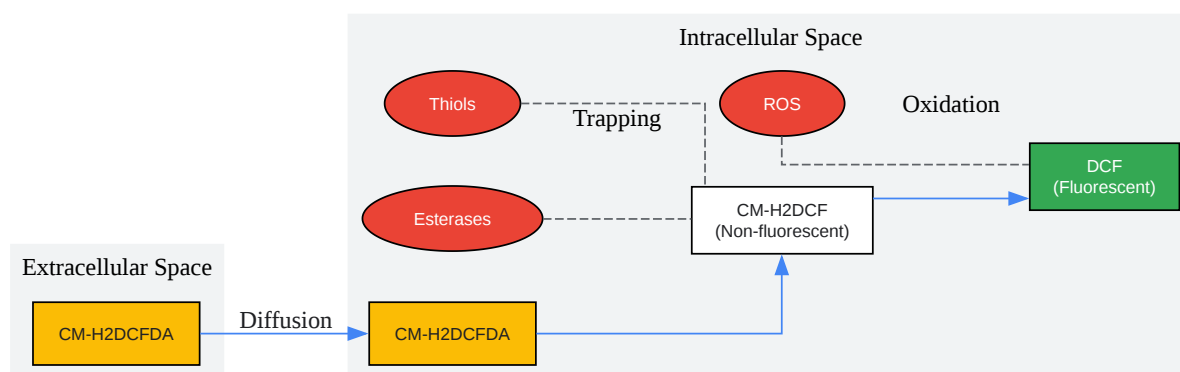 Intracellular Space
Thiols
Trapping
ROS
Oxidation
DCF
(Fluorescent)
Esterases
CM-H2DCF
(Non-fluorescent)
Extracellular Space
CM-H2DCFDA
Diffusion
CM-H2DCFDA